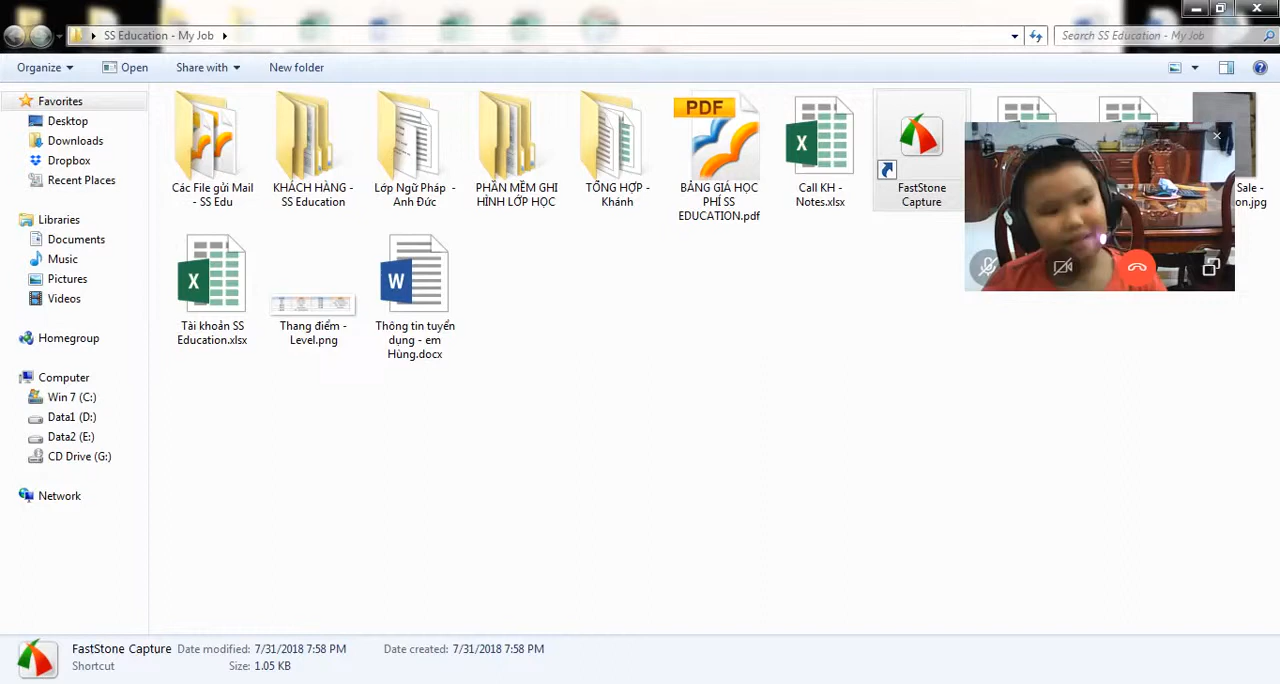 SS Education - My Job
Search SS Education - My Job
Organize
Open
Share with
New folder
Favorites
Desktop
Downloads
Dropbox
Recent Places
Libraries
Documents
Music
Pictures
Videos
Homegroup
Computer
Win 7 (C:)
Data1 (D:)
Data2 (E:)
CD Drive (G:)
Network
Các File gửi Mail
- SS Edu
KHÁCH HÀNG -
SS Education
Lớp Ngữ Pháp -
Anh Đức
PHẦN MỀM GHI
HÌNH LỚP HỌC
TỔNG HỢP -
Khánh
PDF
BẢNG GIÁ HỌC
PHÍ SS
EDUCATION.pdf
X
Call KH -
Notes.xlsx
FastStone
Capture
Sale -
on.jpg
X
Tài khoản SS
Education.xlsx
Thang điểm -
Level.png
W
Thông tin tuyển
dụng - em
Hùng.docx
FastStone Capture
Date modified: 7/31/2018 7:58 PM
Date created: 7/31/2018 7:58 PM
Shortcut
Size: 1.05 KB